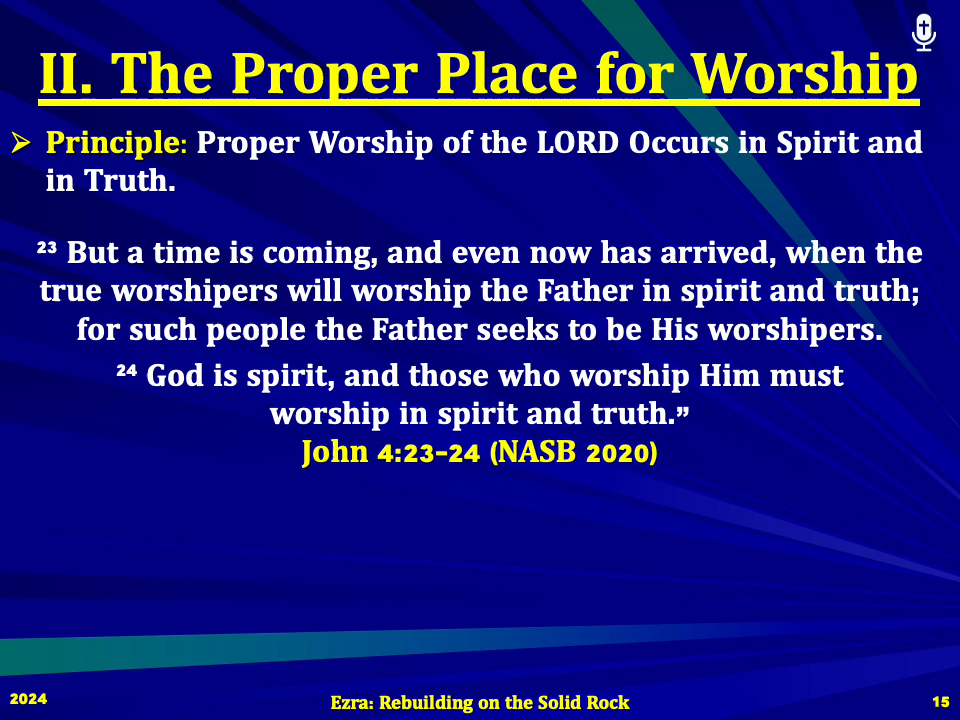 II. The Proper Place for Worship
➢ Principle: Proper Worship of the LORD Occurs in Spirit and
in Truth.
²³ But a time is coming, and even now has arrived, when the
true worshipers will worship the Father in spirit and truth;
for such people the Father seeks to be His worshipers.
²⁴ God is spirit, and those who worship Him must
worship in spirit and truth.”
John 4:23–24 (NASB 2020)
2024
Ezra: Rebuilding on the Solid Rock
15